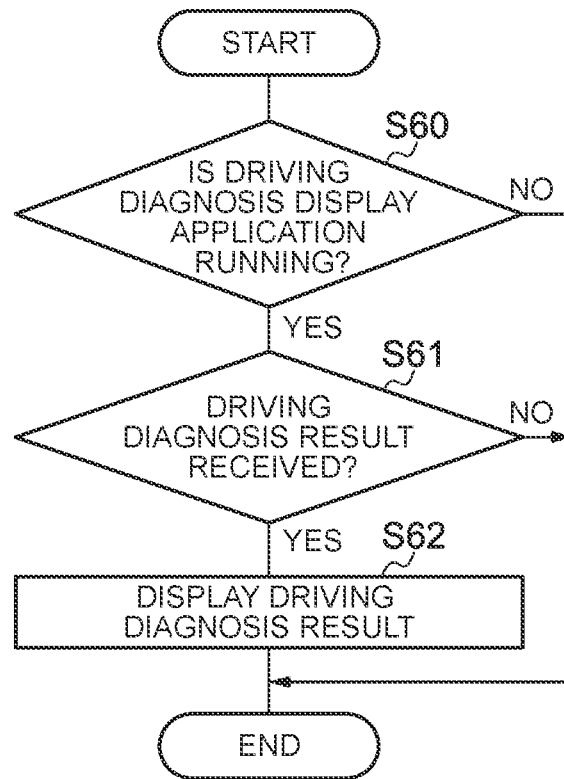 START
S60
IS DRIVING
DIAGNOSIS DISPLAY
APPLICATION
RUNNING?
NO
YES
S61
DRIVING
DIAGNOSIS RESULT
RECEIVED?
NO
YES
S62
DISPLAY DRIVING
DIAGNOSIS RESULT
END